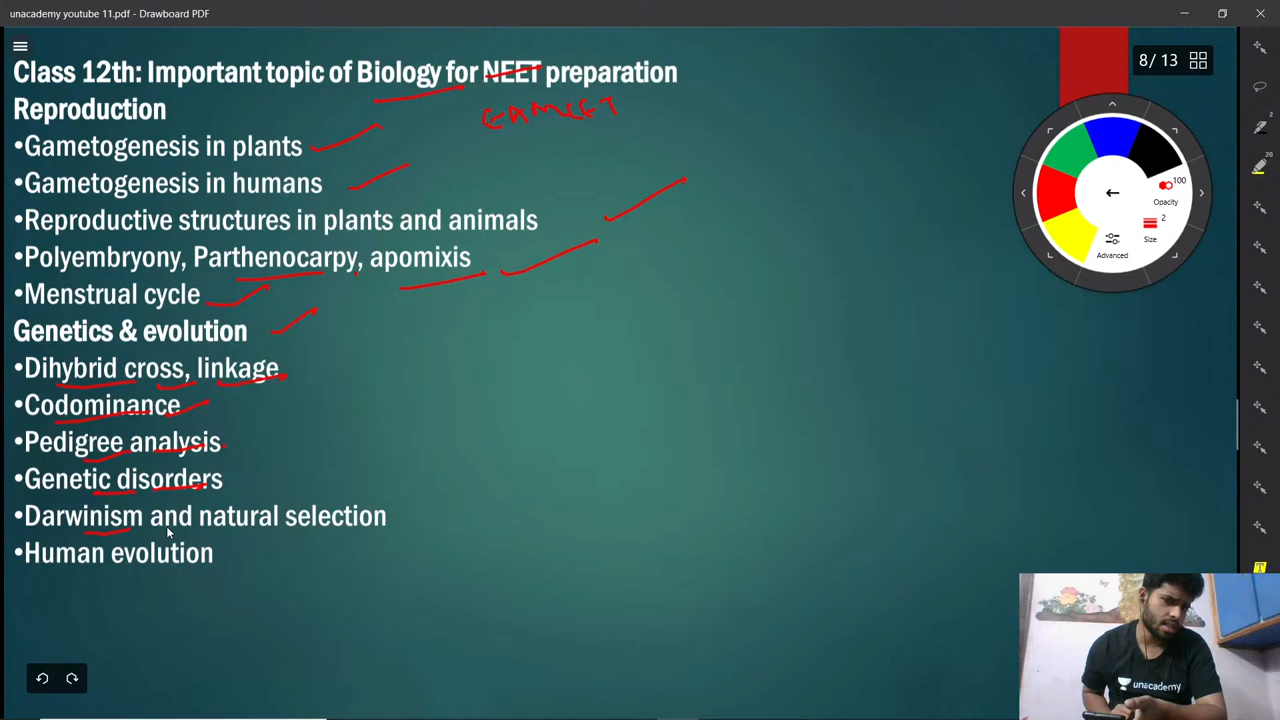 unacademy youtube 11.pdf - Drawboard PDF
8 / 13
Class 12th: Important topic of Biology for NEET preparation
EAMCET
Reproduction
•Gametogenesis in plants
•Gametogenesis in humans
•Reproductive structures in plants and animals
•Polyembryony, Parthenocarpy, apomixis
•Menstrual cycle
Genetics & evolution
•Dihybrid cross, linkage
•Codominance
•Pedigree analysis
•Genetic disorders
•Darwinism and natural selection
•Human evolution
100
Opacity
2
Size
Advanced
2
20
T
unacademy